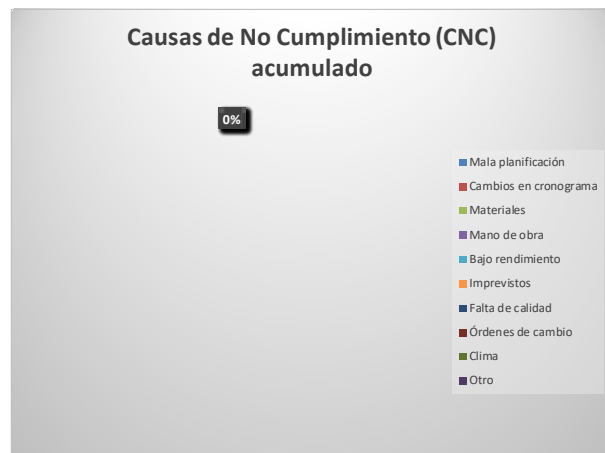 Causas de No Cumplimiento (CNC)
acumulado
0%
Mala planificación
Cambios en cronograma
Materiales
Mano de obra
Bajo rendimiento
Imprevistos
Falta de calidad
Órdenes de cambio
Clima
Otro